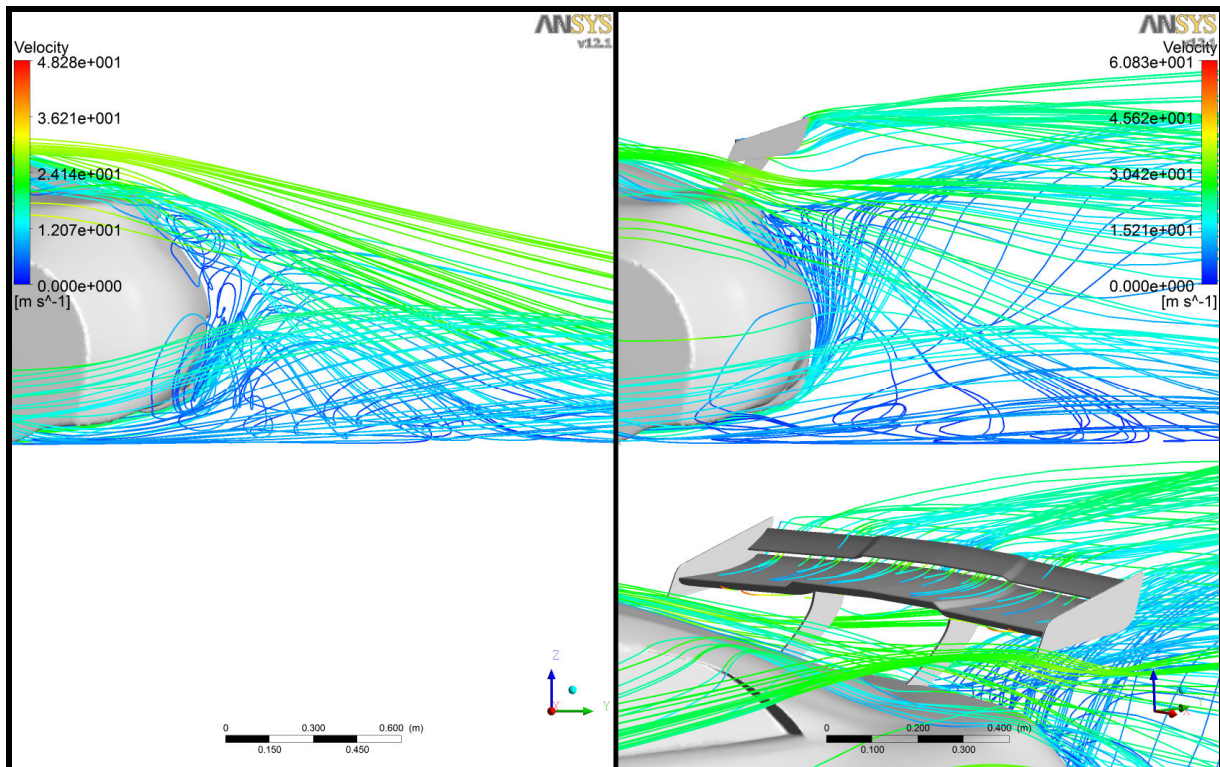 ANSYS
v12.1
Velocity
4.828e+001
3.621e+001
2.414e+001
1.207e+001
0.000e+000
[m s^-1]
Z
X
Y
0 0.300 0.600 (m)
0.150 0.450
ANSYS
v12.1
Velocity
6.083e+001
4.562e+001
3.042e+001
1.521e+001
0.000e+000
[m s^-1]
X
0 0.200 0.400 (m)
0.100 0.300